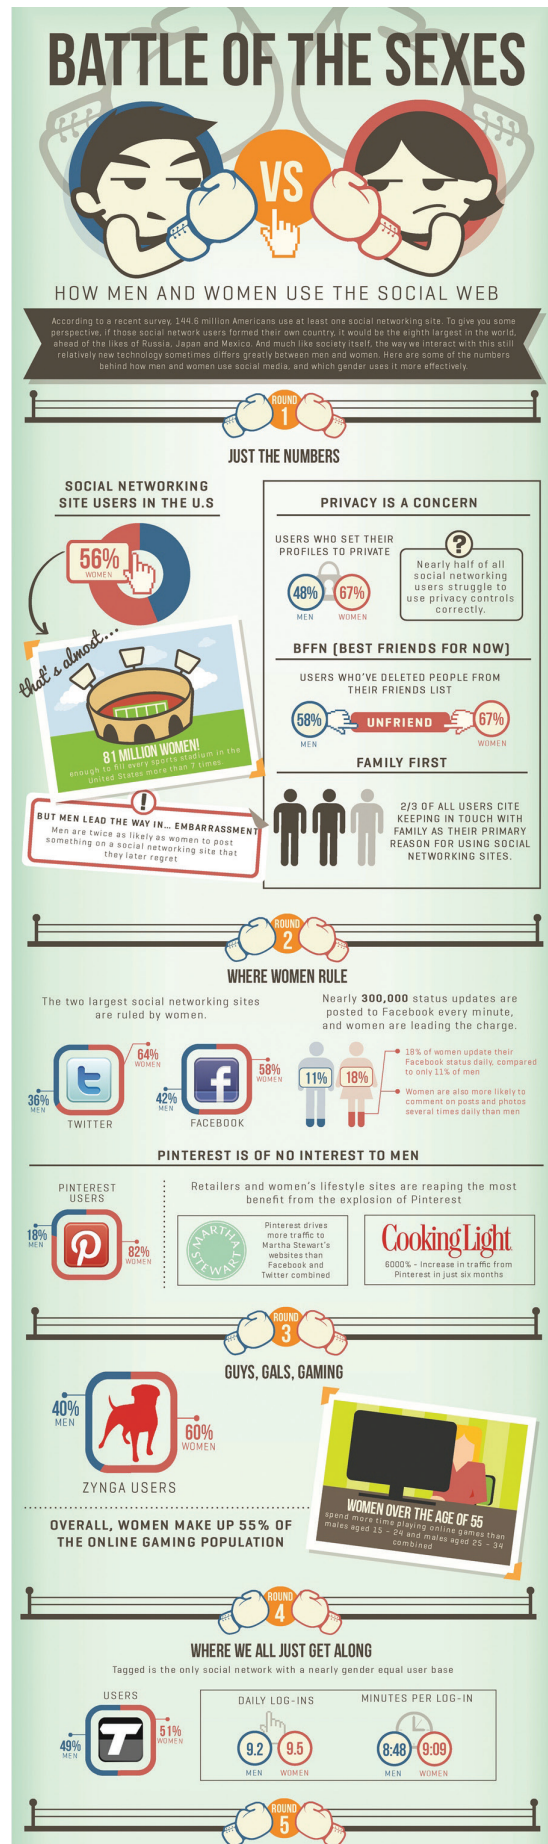 BATTLE OF THE SEXES
VS
HOW MEN AND WOMEN USE THE SOCIAL WEB
According to a recent survey, 144.6 million Americans use at least one social networking site. To give you some
perspective, if those social network users formed their own country, it would be the eighth largest in the world,
ahead of the likes of Russia, Japan and Mexico. And much like society itself, the way we interact with this still
relatively new technology sometimes differs greatly between men and women. Here are some of the numbers
behind how men and women use social media, and which gender uses it more effectively.
ROUND
1
JUST THE NUMBERS
SOCIAL NETWORKING
SITE USERS IN THE U.S
56%
WOMEN
that's almost...
81 MILLION WOMEN!
enough to fill every sports stadium in the
United States more than 7 times.
!
BUT MEN LEAD THE WAY IN... EMBARRASSMENT
Men are twice as likely as women to post
something on a social networking site that
they later regret
PRIVACY IS A CONCERN
USERS WHO SET THEIR
PROFILES TO PRIVATE
48%
67%
MEN
WOMEN
?
Nearly half of all
social networking
users struggle to
use privacy controls
correctly.
BFFN (BEST FRIENDS FOR NOW)
USERS WHO'VE DELETED PEOPLE FROM
THEIR FRIENDS LIST
58%
UNFRIEND
67%
MEN
WOMEN
FAMILY FIRST
2/3 OF ALL USERS CITE
KEEPING IN TOUCH WITH
FAMILY AS THEIR PRIMARY
REASON FOR USING SOCIAL
NETWORKING SITES.
ROUND
2
WHERE WOMEN RULE
The two largest social networking sites
are ruled by women.
64%
WOMEN
36%
MEN
TWITTER
58%
WOMEN
42%
MEN
FACEBOOK
Nearly 300,000 status updates are
posted to Facebook every minute,
and women are leading the charge.
11%
18%
18% of women update their
Facebook status daily, compared
to only 11% of men
Women are also more likely to
comment on posts and photos
several times daily than men
PINTEREST IS OF NO INTEREST TO MEN
PINTEREST
USERS
18%
MEN
82%
WOMEN
Retailers and women's lifestyle sites are reaping the most
benefit from the explosion of Pinterest
MARTHA
STEWART
Pinterest drives
more traffic to
Martha Stewart's
websites than
Facebook and
Twitter combined
Cooking Light
6000% - Increase in traffic from
Pinterest in just six months
ROUND
3
GUYS, GALS, GAMING
40%
MEN
60%
WOMEN
ZYNGA USERS
OVERALL, WOMEN MAKE UP 55% OF
THE ONLINE GAMING POPULATION
WOMEN OVER THE AGE OF 55
spend more time playing online games than
males aged 15 - 24 and males aged 25 - 34
combined
ROUND
4
WHERE WE ALL JUST GET ALONG
Tagged is the only social network with a nearly gender equal user base
USERS
49%
MEN
51%
WOMEN
DAILY LOG-INS
9.2
9.5
MEN
WOMEN
MINUTES PER LOG-IN
8:48
9:09
MEN
WOMEN
ROUND
5